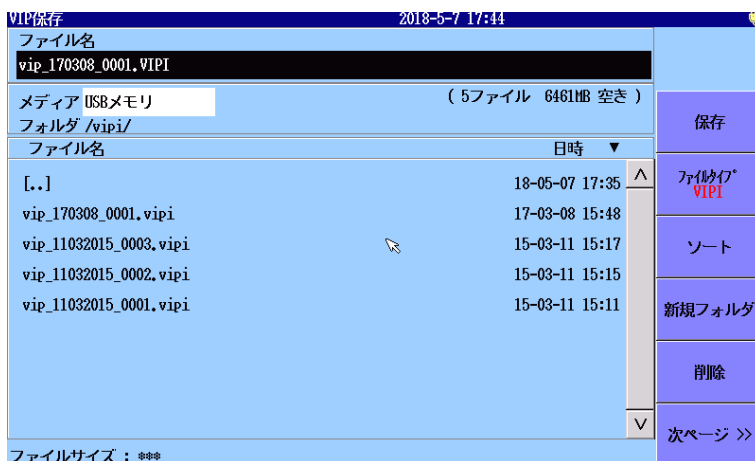 VIP保存 2018-5-7 17:44
ファイル名
vip_170308_0001.VIPI
メディア USBメモリ ( 5ファイル 6461MB 空き )
フォルダ /vipi/
ファイル名 日時 ▼
[..] 18-05-07 17:35
vip_170308_0001.vipi 17-03-08 15:48
vip_11032015_0003.vipi 15-03-11 15:17
vip_11032015_0002.vipi 15-03-11 15:15
vip_11032015_0001.vipi 15-03-11 15:11
ファイルサイズ : ***
保存
ファイルタイプ
VIPI
ソート
新規フォルダ
削除
次ページ >>